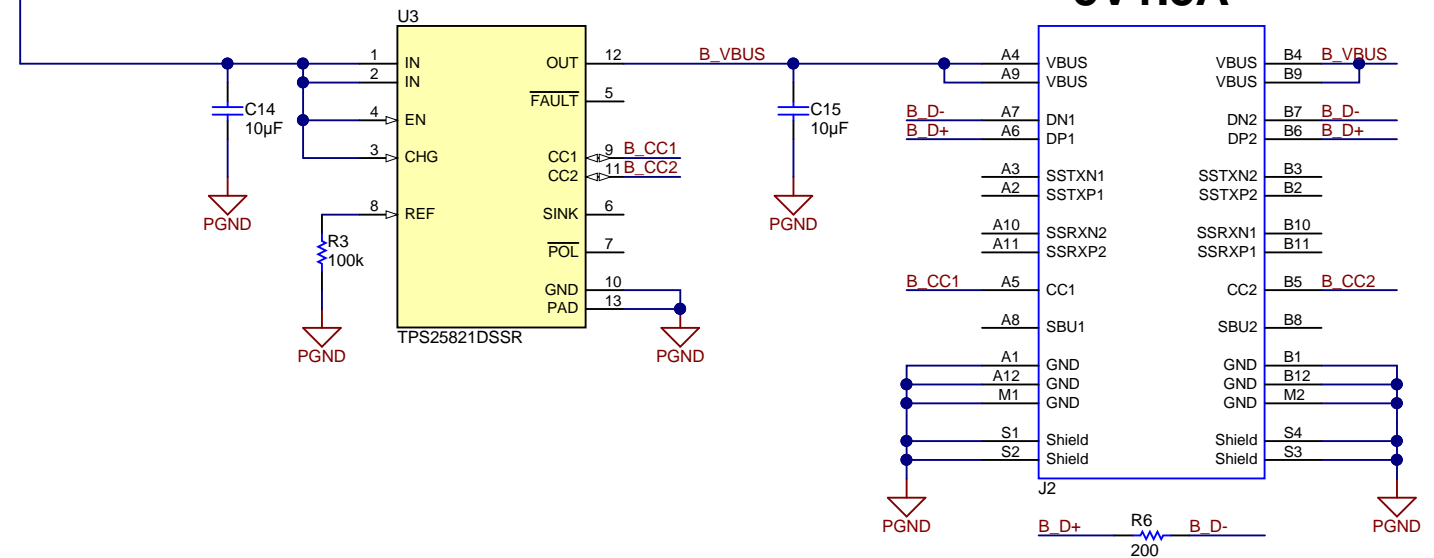 U3
1 IN
2 IN
4 EN
3 CHG
8 REF
OUT 12
FAULT 5
CC1 9 B_CC1
CC2 11 B_CC2
SINK 6
POL 7
GND 10
PAD 13
TPS25821DSSR
C14
10µF
PGND
R3
100k
PGND
PGND
B_VBUS
C15
10µF
PGND
A4 VBUS
A9 VBUS
B_D- A7 DN1
B_D+ A6 DP1
A3 SSTXN1
A2 SSTXP1
A10 SSRXN2
A11 SSRXP2
B_CC1 A5 CC1
A8 SBU1
A1 GND
A12 GND
M1 GND
S1 Shield
S2 Shield
VBUS B4 B_VBUS
VBUS B9
DN2 B7 B_D-
DP2 B6 B_D+
SSTXN2 B3
SSTXP2 B2
SSRXN1 B10
SSRXP1 B11
CC2 B5 B_CC2
SBU2 B8
GND B1
GND B12
GND M2
Shield S4
Shield S3
J2
PGND
PGND
B_D+ R6 B_D-
200